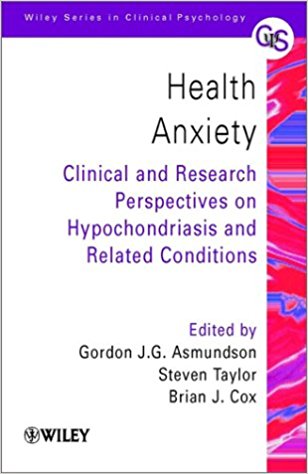 Wiley Series in Clinical Psychology
CPS
Health
Anxiety
Clinical and Research
Perspectives on
Hypochondriasis and
Related Conditions
Edited by
Gordon J.G. Asmundson
Steven Taylor
Brian J. Cox
WILEY